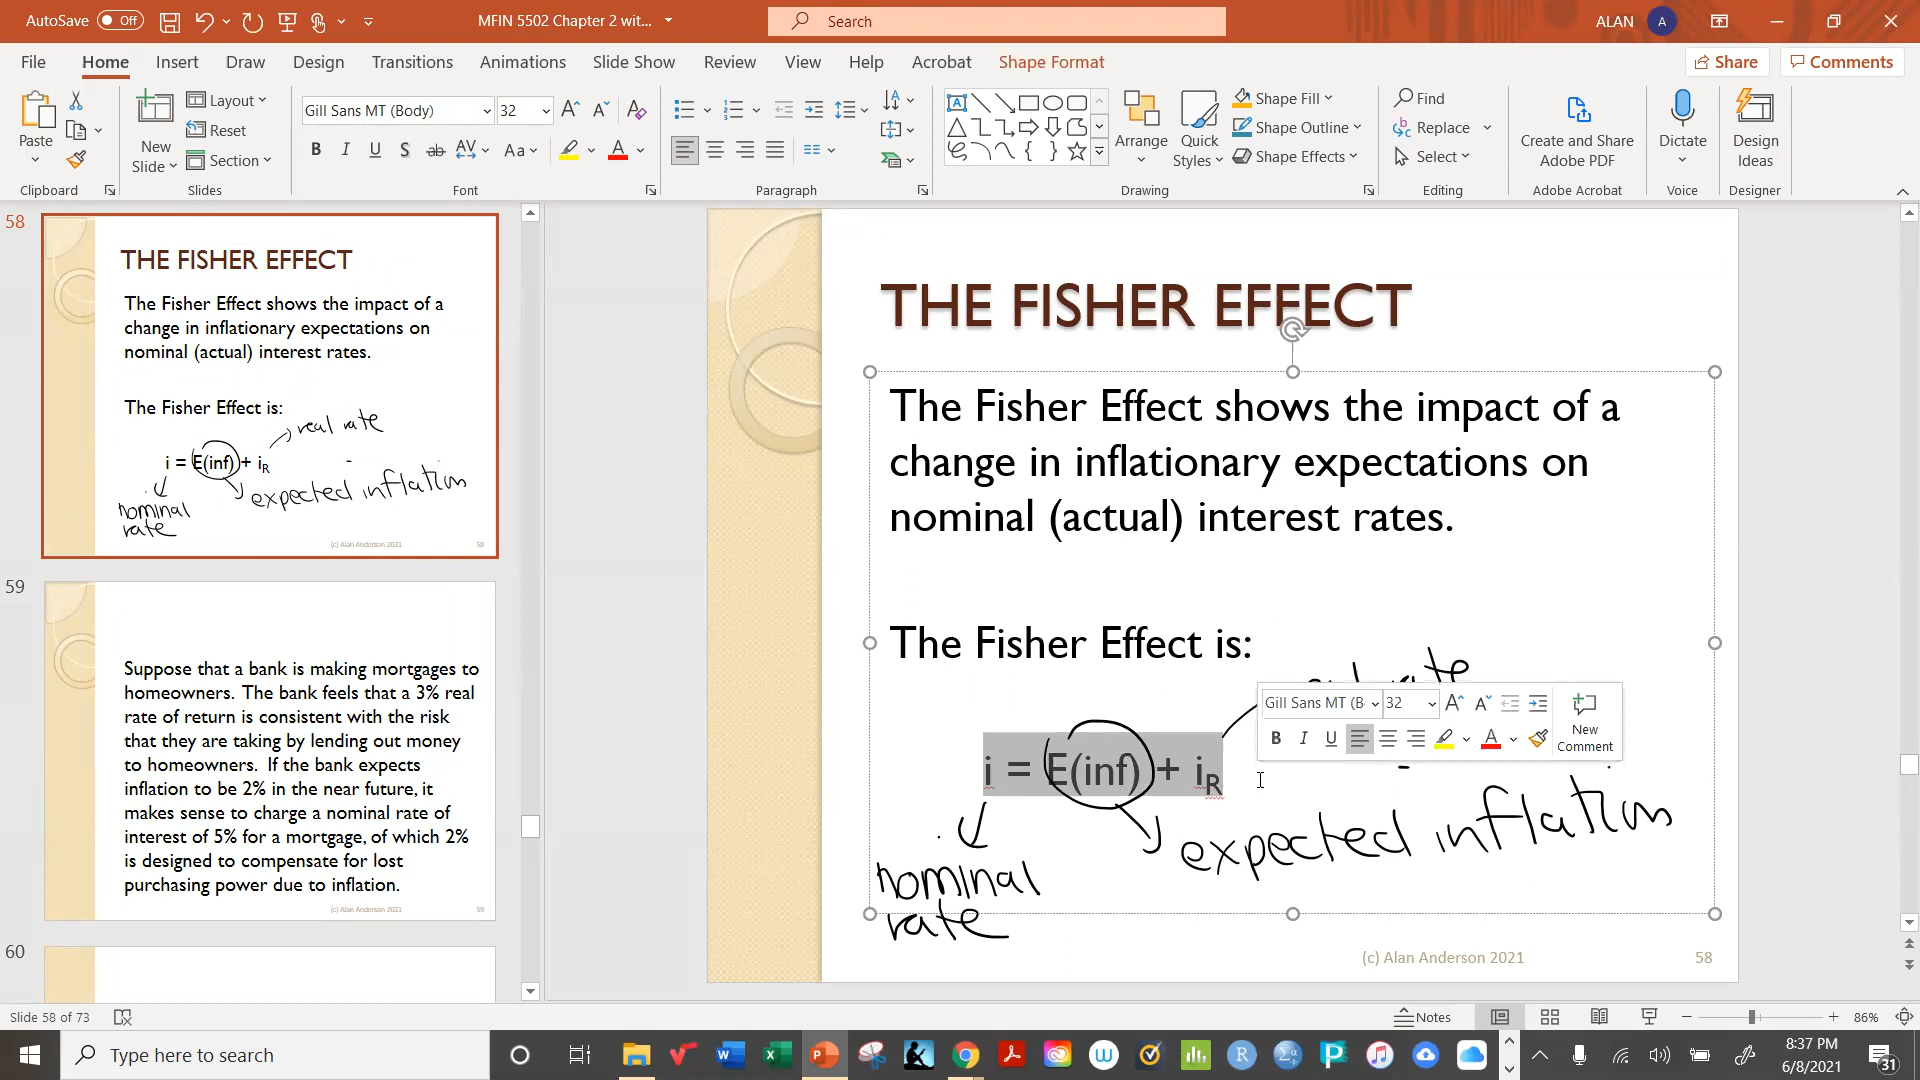 AutoSave Off MFIN 5502 Chapter 2 wit... Search ALAN A
File Home Insert Draw Design Transitions Animations Slide Show Review View Help Acrobat Shape Format Share Comments
Paste
New Slide
Layout
Reset
Section
Gill Sans MT (Body) 32
Arrange
Quick Styles
Shape Fill
Shape Outline
Shape Effects
Find
Replace
Select
Create and Share Adobe PDF
Dictate
Design Ideas
Clipboard Slides Font Paragraph Drawing Editing Adobe Acrobat Voice Designer
58
THE FISHER EFFECT
The Fisher Effect shows the impact of a
change in inflationary expectations on
nominal (actual) interest rates.
The Fisher Effect is:
real rate
i = E(inf) + iR
expected inflation
nominal
rate
(c) Alan Anderson 2021 58
59
Suppose that a bank is making mortgages to
homeowners. The bank feels that a 3% real
rate of return is consistent with the risk
that they are taking by lending out money
to homeowners. If the bank expects
inflation to be 2% in the near future, it
makes sense to charge a nominal rate of
interest of 5% for a mortgage, of which 2%
is designed to compensate for lost
purchasing power due to inflation.
(c) Alan Anderson 2021 59
60
THE FISHER EFFECT
The Fisher Effect shows the impact of a
change in inflationary expectations on
nominal (actual) interest rates.
The Fisher Effect is:
rate
Gill Sans MT (B 32
B I U
New Comment
i = E(inf) + iR
expected inflation
nominal
rate
(c) Alan Anderson 2021 58
Slide 58 of 73 Notes 86%
Type here to search
8:37 PM
6/8/2021
31